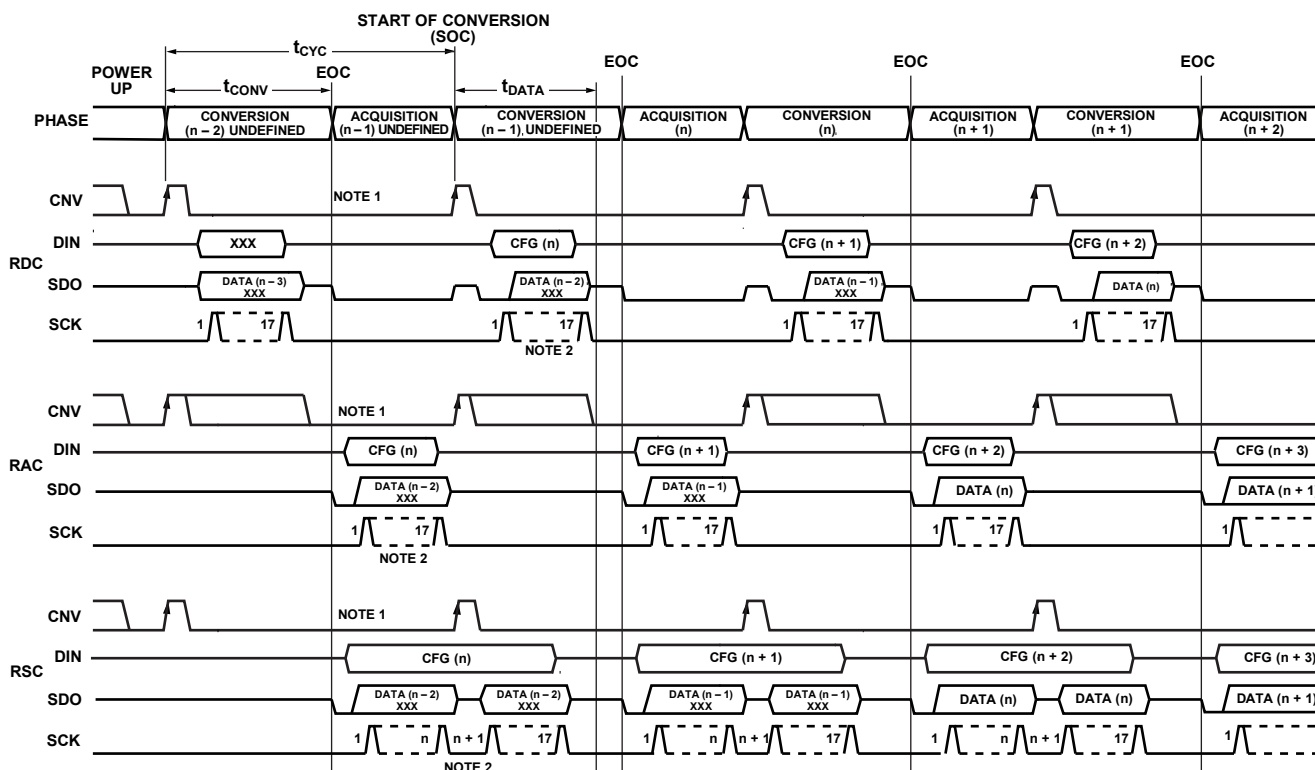 START OF CONVERSION
(SOC)
tCYC
POWER
UP
tCONV
EOC
tDATA
EOC
EOC
EOC
PHASE
CONVERSION
(n – 2) UNDEFINED
ACQUISITION
(n – 1) UNDEFINED
CONVERSION
(n – 1) UNDEFINED
ACQUISITION
(n)
CONVERSION
(n)
ACQUISITION
(n + 1)
CONVERSION
(n + 1)
ACQUISITION
(n + 2)
RDC
CNV
NOTE 1
DIN
XXX
CFG (n)
CFG (n + 1)
CFG (n + 2)
SDO
DATA (n – 3)
XXX
DATA (n – 2)
XXX
DATA (n – 1)
XXX
DATA (n)
SCK
1 17
1 17
1 17
1 17
NOTE 2
RAC
CNV
NOTE 1
DIN
CFG (n)
CFG (n + 1)
CFG (n + 2)
CFG (n + 3)
SDO
DATA (n – 2)
XXX
DATA (n – 1)
XXX
DATA (n)
DATA (n + 1
SCK
1 17
1 17
1 17
1
NOTE 2
RSC
CNV
NOTE 1
DIN
CFG (n)
CFG (n + 1)
CFG (n + 2)
CFG (n + 3)
SDO
DATA (n – 2)
XXX
DATA (n – 2)
XXX
DATA (n – 1)
XXX
DATA (n – 1)
XXX
DATA (n)
DATA (n)
DATA (n + 1)
SCK
1 n n + 1 17
1 n n + 1 17
1 n n + 1 17
1
NOTE 2